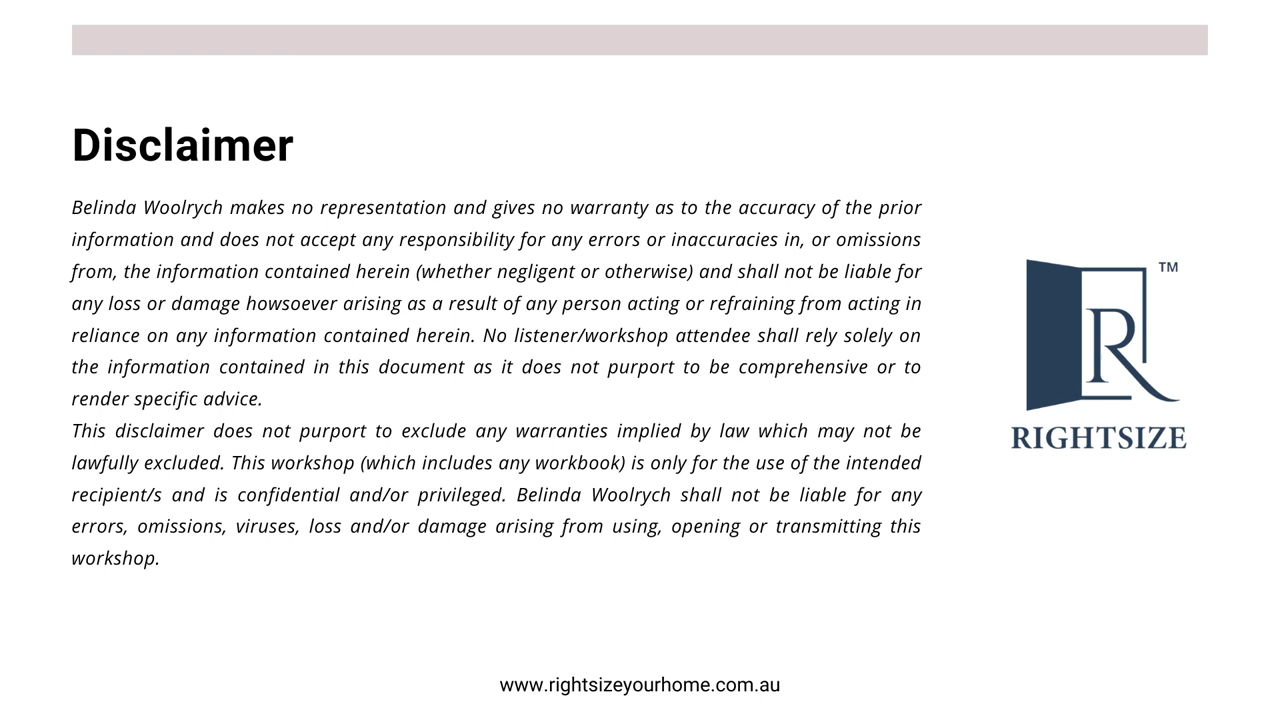 Disclaimer
Belinda Woolrych makes no representation and gives no warranty as to the accuracy of the prior
information and does not accept any responsibility for any errors or inaccuracies in, or omissions
from, the information contained herein (whether negligent or otherwise) and shall not be liable for
any loss or damage howsoever arising as a result of any person acting or refraining from acting in
reliance on any information contained herein. No listener/workshop attendee shall rely solely on
the information contained in this document as it does not purport to be comprehensive or to
render specific advice.
This disclaimer does not purport to exclude any warranties implied by law which may not be
lawfully excluded. This workshop (which includes any workbook) is only for the use of the intended
recipient/s and is confidential and/or privileged. Belinda Woolrych shall not be liable for any
errors, omissions, viruses, loss and/or damage arising from using, opening or transmitting this
workshop.
TM
R
RIGHTSIZE
www.rightsizeyourhome.com.au